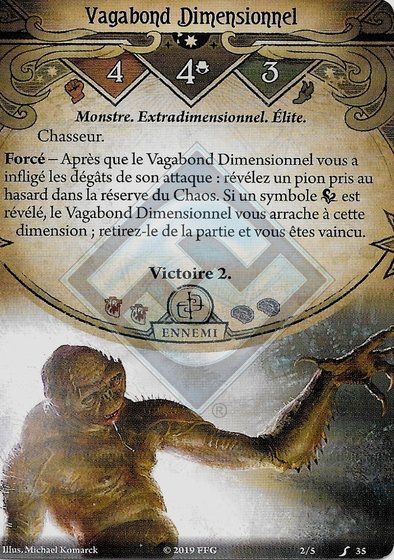 Vagabond Dimensionnel
4 4 3
Monstre. Extradimensionnel. Élite.
Chasseur.
Forcé – Après que le Vagabond Dimensionnel vous a
infligé les dégâts de son attaque : révélez un pion pris au
hasard dans la réserve du Chaos. Si un symbole est
révélé, le Vagabond Dimensionnel vous arrache à cette
dimension ; retirez-le de la partie et vous êtes vaincu.
Victoire 2.
ENNEMI
®
Illus. Michael Komarck © 2019 FFG 2/5 35